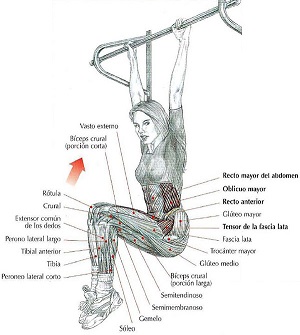 Vasto externo
Bíceps crural
(porción corta)
Rótula
Crural
Extensor común
de los dedos
Perono lateral largo
Tibial anterior
Tibia
Peroneo lateral corto
Recto mayor del abdomen
Oblicuo mayor
Recto anterior
Glúteo mayor
Tensor de la fascia lata
Fascia lata
Trocánter mayor
Glúteo medio
Bíceps crural
(porción larga)
Semitendinoso
Semimembranoso
Gemelo
Sóleo